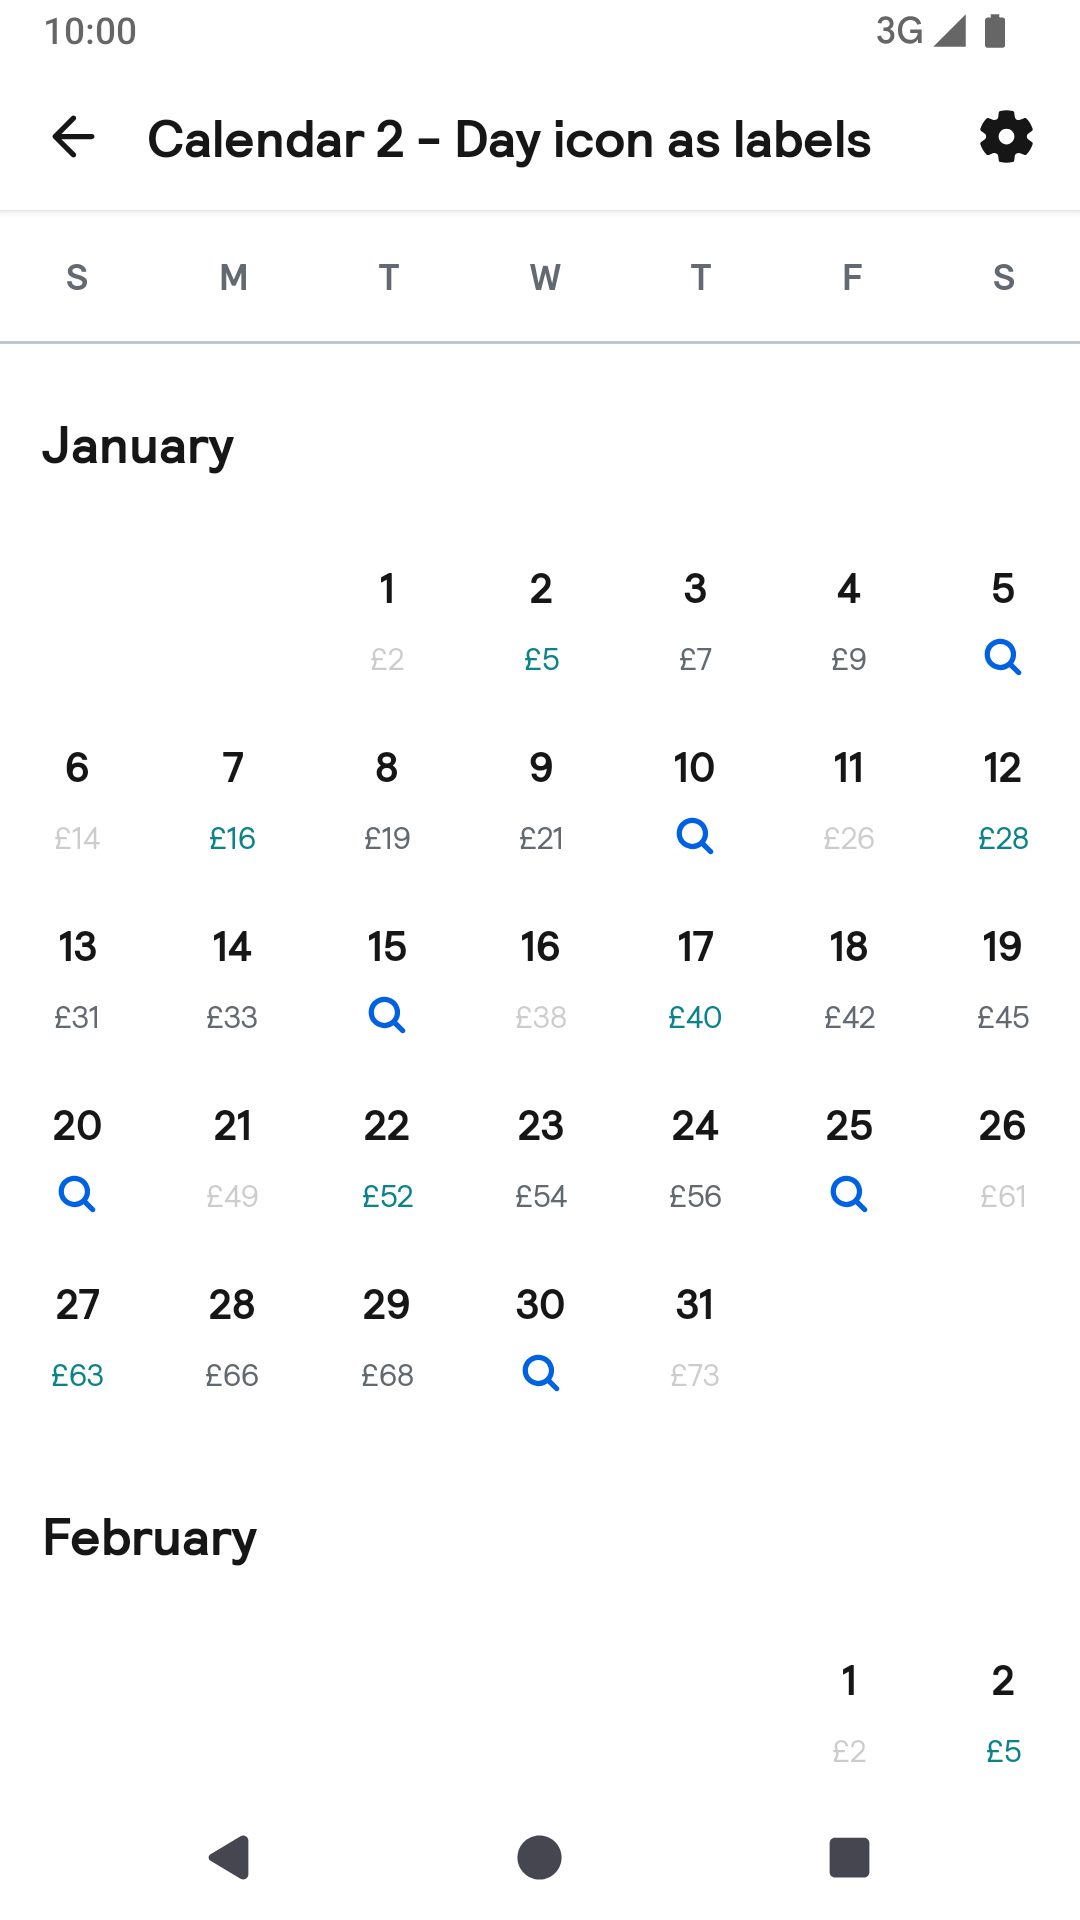 10:00 3G
Calendar 2 – Day icon as labels
S M T W T F S
January
1 2 3 4 5
£2 £5 £7 £9
6 7 8 9 10 11 12
£14 £16 £19 £21 £26 £28
13 14 15 16 17 18 19
£31 £33 £38 £40 £42 £45
20 21 22 23 24 25 26
£49 £52 £54 £56 £61
27 28 29 30 31
£63 £66 £68 £73
February
1 2
£2 £5